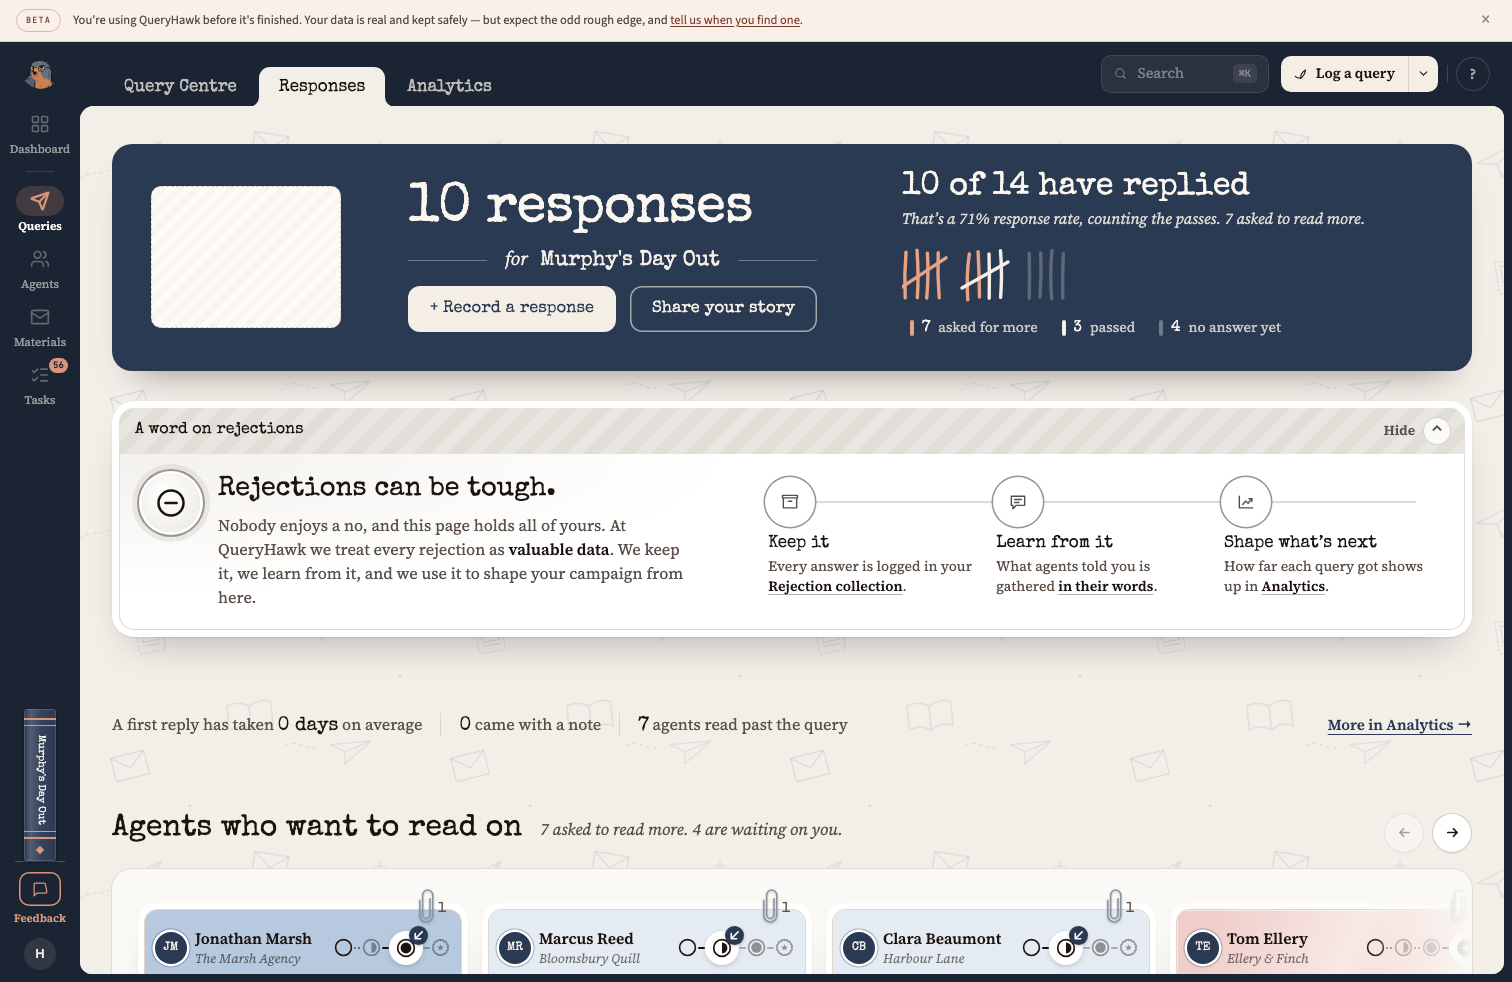 BETA
You're using QueryHawk before it's finished. Your data is real and kept safely — but expect the odd rough edge, and tell us when you find one.
×
Query Centre
Responses
Analytics
Search
⌘K
Log a query
?
Dashboard
Queries
Agents
Materials
56
Tasks
Murphy's Day Out
Feedback
H
10 responses
for Murphy's Day Out
+ Record a response
Share your story
10 of 14 have replied
That's a 71% response rate, counting the passes. 7 asked to read more.
7 asked for more
3 passed
4 no answer yet
A word on rejections
Hide
Rejections can be tough.
Nobody enjoys a no, and this page holds all of yours. At
QueryHawk we treat every rejection as valuable data. We keep
it, we learn from it, and we use it to shape your campaign from
here.
Keep it
Every answer is logged in your
Rejection collection.
Learn from it
What agents told you is
gathered in their words.
Shape what's next
How far each query got shows
up in Analytics.
A first reply has taken 0 days on average
0 came with a note
7 agents read past the query
More in Analytics →
Agents who want to read on
7 asked to read more. 4 are waiting on you.
1
JM
Jonathan Marsh
The Marsh Agency
1
MR
Marcus Reed
Bloomsbury Quill
1
CB
Clara Beaumont
Harbour Lane
TE
Tom Ellery
Ellery & Finch